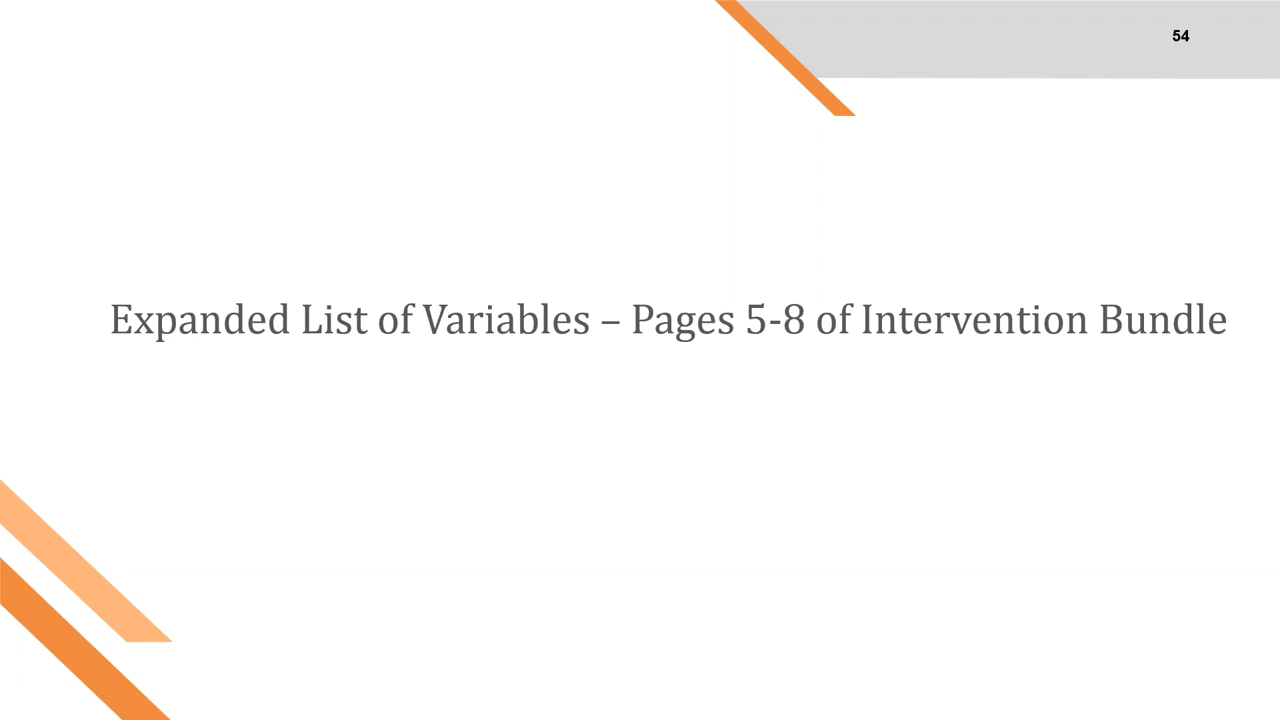 54
Expanded List of Variables – Pages 5-8 of Intervention Bundle